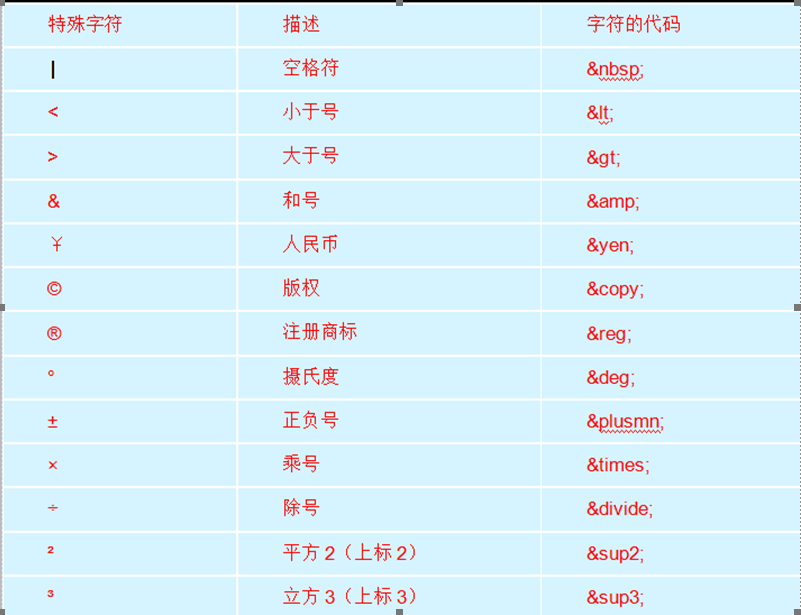 特殊字符 描述 字符的代码
空格符 &nbsp;
< 小于号 &lt;
> 大于号 &gt;
& 和号 &amp;
￥ 人民币 &yen;
© 版权 &copy;
® 注册商标 &reg;
° 摄氏度 &deg;
± 正负号 &plusmn;
× 乘号 &times;
÷ 除号 &divide;
² 平方2（上标2） &sup2;
³ 立方3（上标3） &sup3;